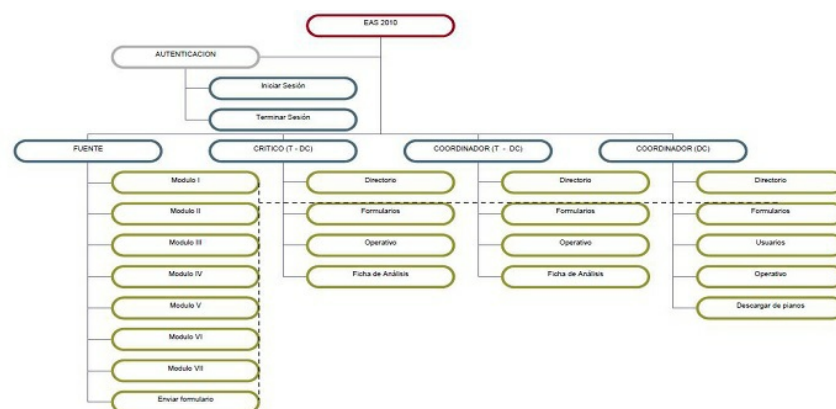 EAS 2010
AUTENTICACION
Iniciar Sesión
Terminar Sesión
FUENTE
CRITICO (T - DC)
COORDINADOR (T - DC)
COORDINADOR (DC)
Modulo I
Directorio
Directorio
Directorio
Modulo II
Formularios
Formularios
Formularios
Modulo III
Operativo
Operativo
Usuarios
Modulo IV
Ficha de Análisis
Ficha de Análisis
Operativo
Modulo V
Descargar de planos
Modulo VI
Modulo VII
Enviar formulario